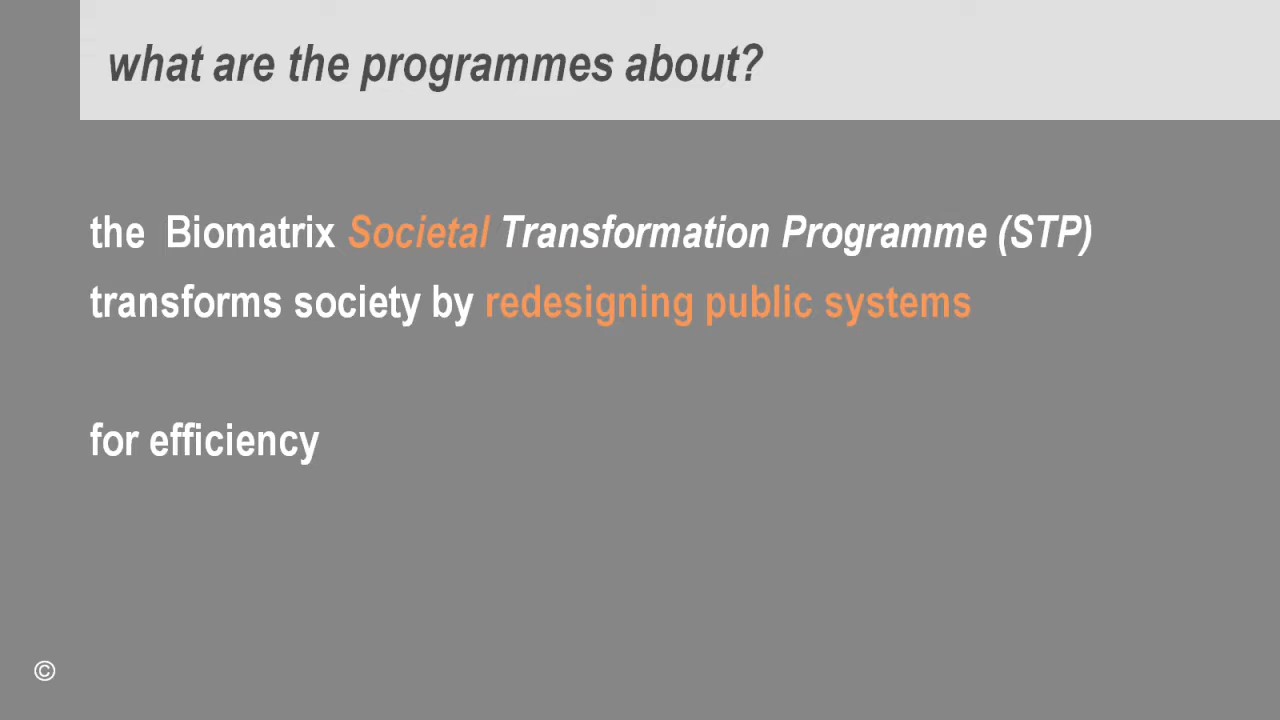 what are the programmes about?
the Biomatrix Societal Transformation Programme (STP)
transforms society by redesigning public systems
for efficiency
©